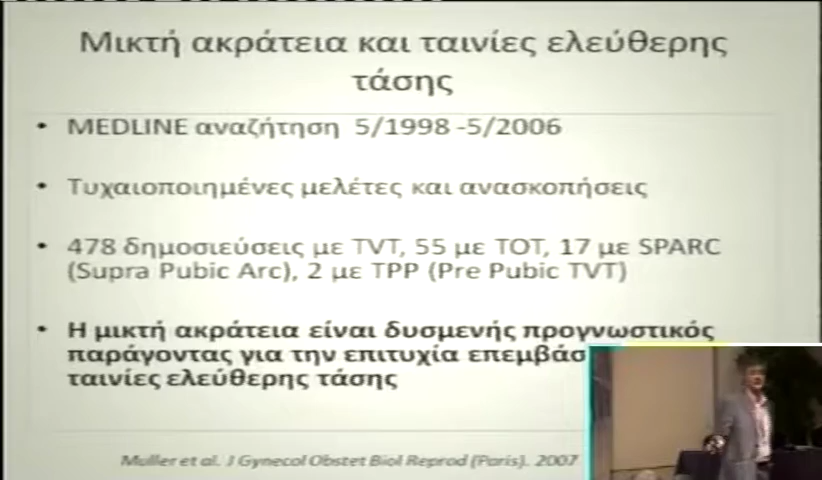 Μικτή ακράτεια και ταινίες ελεύθερης
τάσης
• MEDLINE αναζήτηση 5/1998 -5/2006
• Τυχαιοποιημένες μελέτες και ανασκοπήσεις
• 478 δημοσιεύσεις με TVT, 55 με TOT, 17 με SPARC
(Supra Pubic Arc), 2 με TPP (Pre Pubic TVT)
• Η μικτή ακράτεια είναι δυσμενής προγνωστικός
παράγοντας για την επιτυχία
ταινίες ελεύθερης τάσης
Muller et al. J Gynecol Obstet Biol Reprod (Paris). 2007